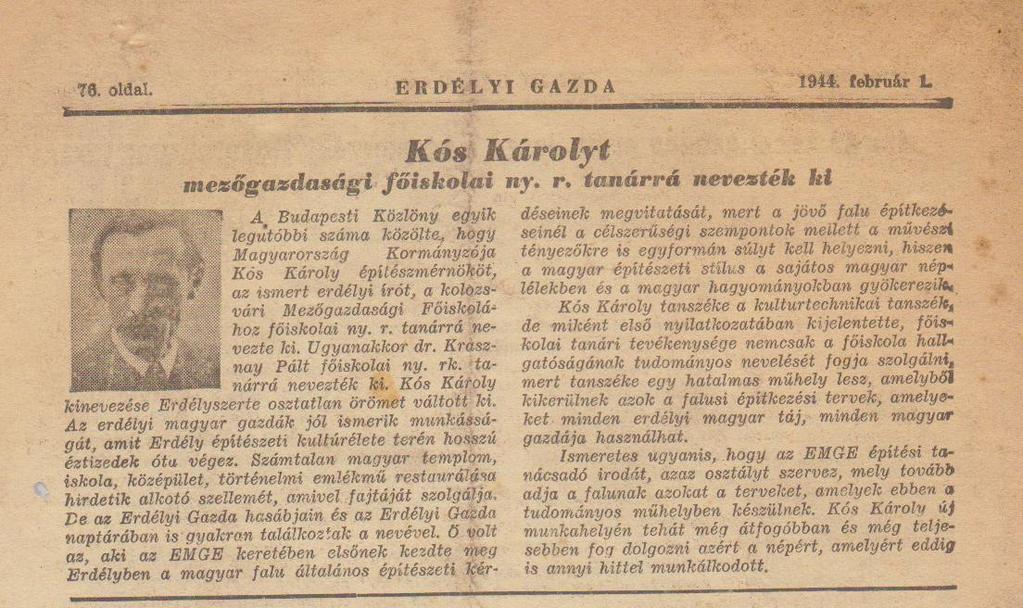 76. oldal.
ERDÉLYI GAZDA
1944. február 1.
Kós Károlyt
mezőgazdasági főiskolai ny. r. tanárrá nevezték ki
A Budapesti Közlöny egyik
legutóbbi száma közölte, hogy
Magyarország Kormányzója
Kós Károly építészmérnököt,
az ismert erdélyi írót, a kolozs-
vári Mezőgazdasági Főiskolá-
hoz főiskolai ny. r. tanárrá ne-
vezte ki. Ugyanakkor dr. Krasz-
nay Pált főiskolai ny. rk. ta-
nárrá nevezték ki. Kós Károly
kinevezése Erdélyszerte osztatlan örömet váltott ki.
Az erdélyi magyar gazdák jól ismerik munkássá-
gát, amit Erdély építészeti kultúrélete terén hosszú
éztizedek óta végez. Számtalan magyar templom,
iskola, középület, történelmi emlékmű restaurálása
hirdetik alkotó szellemét, amivel fajtáját szolgálja.
De az Erdélyi Gazda hasábjain és az Erdélyi Gazda
naptárában is gyakran találkoztak a nevével. Ő volt
az, aki az EMGE keretében elsőnek kezdte meg
Erdélyben a magyar falu általános építészeti kér-
déseinek megvitatását, mert a jövő falu építkezé-
seinél a célszerűségi szempontok mellett a művészi
tényezőkre is egyformán súlyt kell helyezni, hiszen
a magyar építészeti stílus a sajátos magyar nép-
lélekben és a magyar hagyományokban gyökerezik.
Kós Károly tanszéke a kulturtechnikai tanszék,
de miként első nyilatkozatában kijelentette, főis-
kolai tanári tevékenysége nemcsak a főiskola hall-
gatóságának tudományos nevelését fogja szolgálni,
mert tanszéke egy hatalmas műhely lesz, amelyből
kikerülnek azok a falusi építkezési tervek, amelye-
ket minden erdélyi magyar táj, minden magyar
gazdája használhat.
Ismeretes ugyanis, hogy az EMGE építési ta-
nácsadó irodát, azaz osztályt szervez, mely tovább
adja a falunak azokat a terveket, amelyek ebben a
tudományos műhelyben készülnek. Kós Károly új
munkahelyén tehát még átfogóbban és még telje-
sebben fog dolgozni azért a népért, amelyért eddig
is annyi hittel munkálkodott.